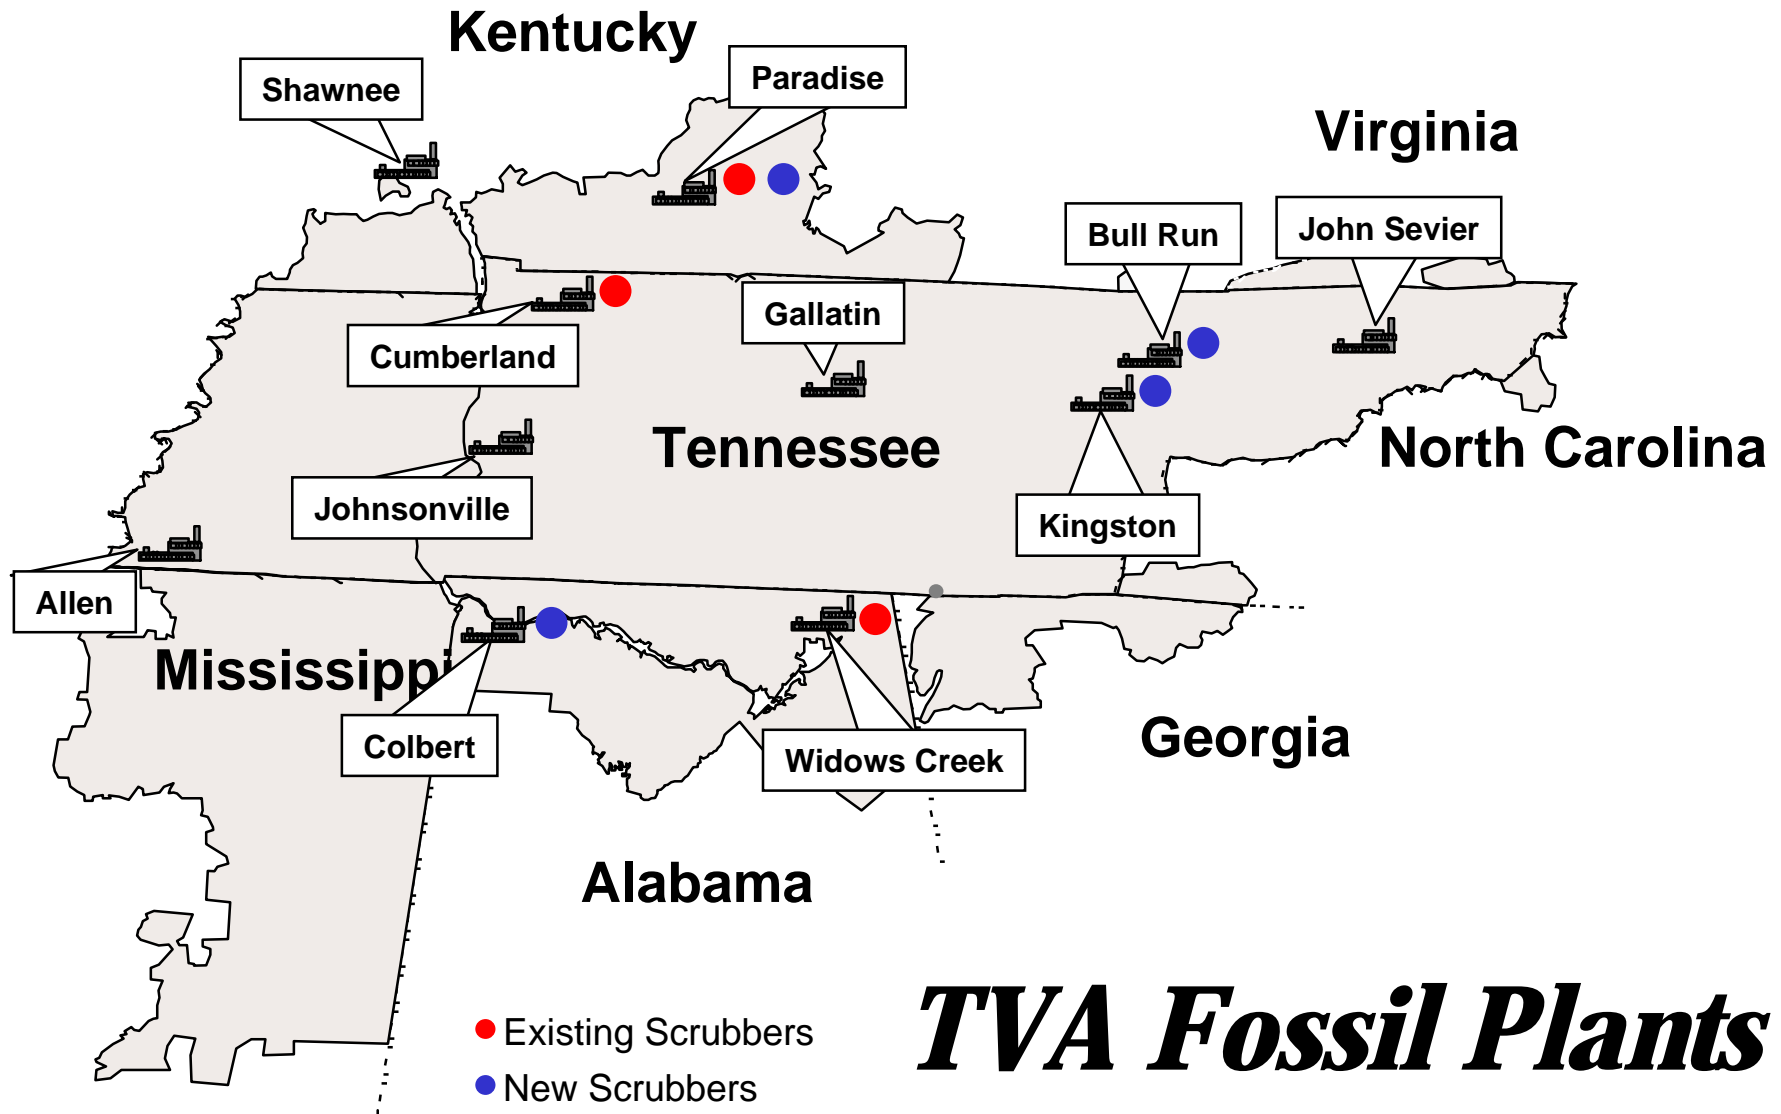 Kentucky
Shawnee
Paradise
Virginia
Bull Run
John Sevier
Gallatin
Cumberland
Tennessee
North Carolina
Johnsonville
Kingston
Allen
Mississippi
Colbert
Widows Creek
Georgia
Alabama
TVA Fossil Plants
Existing Scrubbers
New Scrubbers